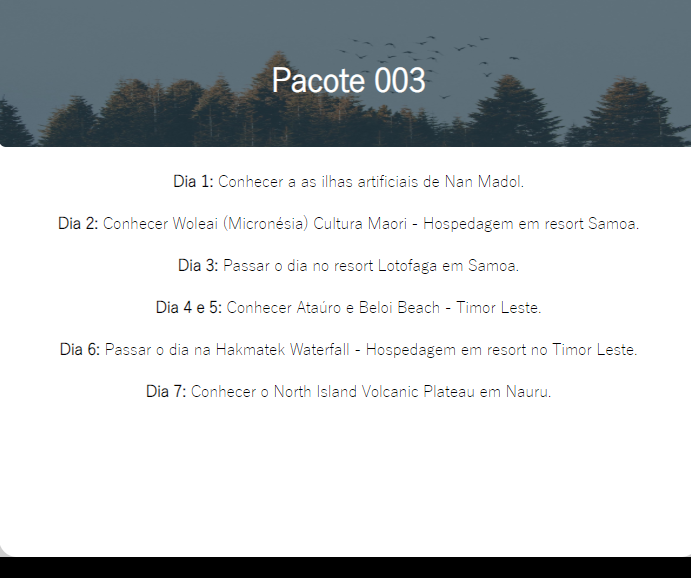 Pacote 003
Dia 1: Conhecer a as ilhas artificiais de Nan Madol.
Dia 2: Conhecer Woleai (Micronésia) Cultura Maori - Hospedagem em resort Samoa.
Dia 3: Passar o dia no resort Lotofaga em Samoa.
Dia 4 e 5: Conhecer Ataúro e Beloi Beach - Timor Leste.
Dia 6: Passar o dia na Hakmatek Waterfall - Hospedagem em resort no Timor Leste.
Dia 7: Conhecer o North Island Volcanic Plateau em Nauru.